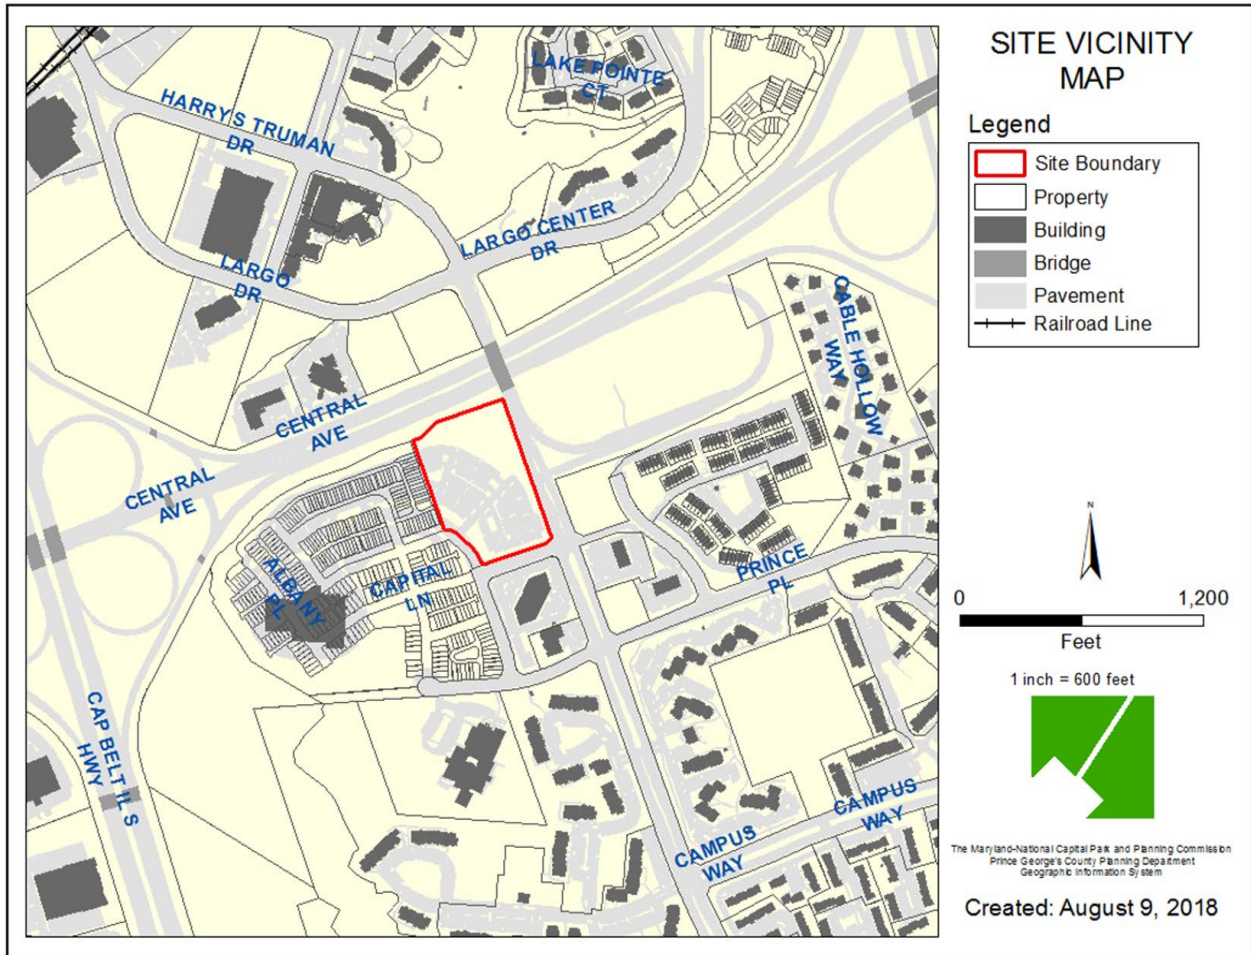 SITE VICINITY
MAP
Legend
Site Boundary
Property
Building
Bridge
Pavement
Railroad Line
LAKE POINTE
CT
HARRY S TRUMAN
DR
LARGO CENTER
DR
LARGO
DR
CABLE HOLLOW
WAY
CENTRAL
AVE
CENTRAL
AVE
ALBANY
PL
CAPITAL
LN
PRINCE
PL
CAP BELT IL S
HWY
CAMPUS
WAY
CAMPUS
WAY
N
0 1,200
Feet
1 inch = 600 feet
The Maryland-National Capital Park and Planning Commission
Prince George's County Planning Department
Geographic Information System
Created: August 9, 2018